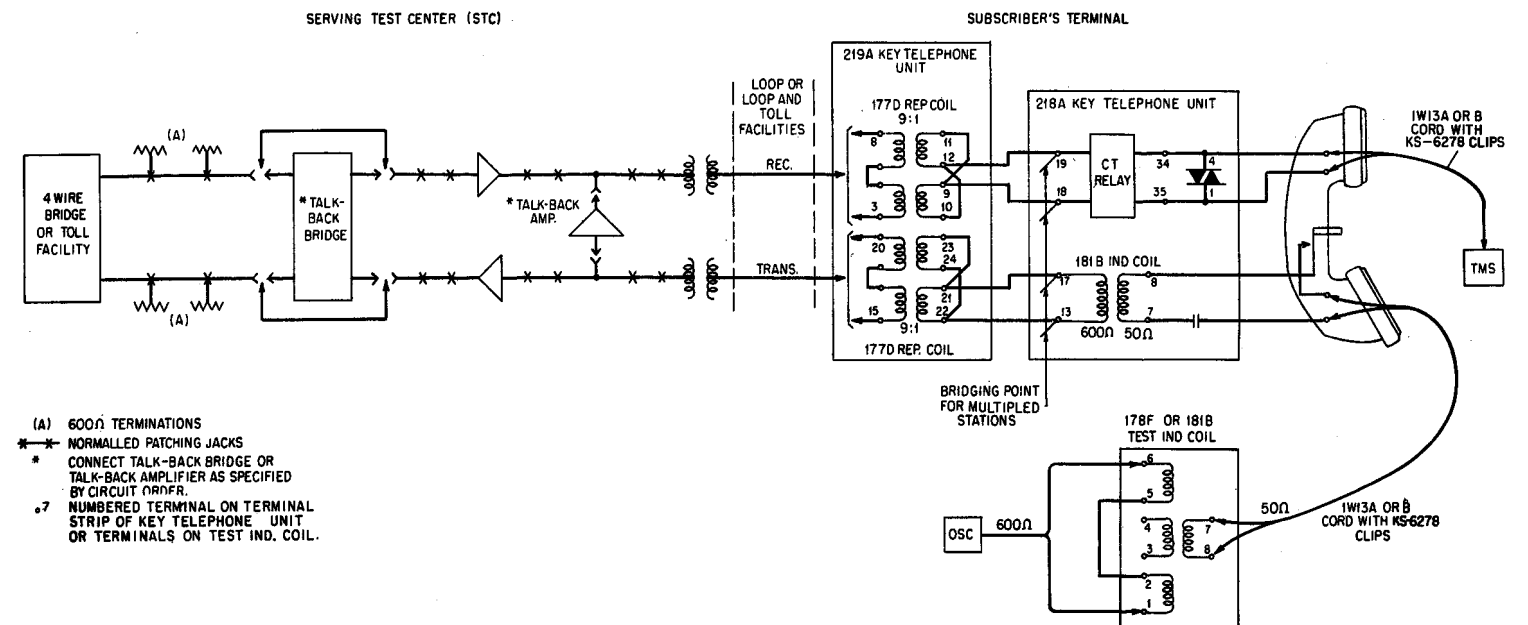 SERVING TEST CENTER (STC)
SUBSCRIBER'S TERMINAL
219A KEY TELEPHONE
UNIT
LOOP OR
LOOP AND
TOLL
FACILITIES
177D REP COIL
9:1
8
11
12
9
10
3
20
23
24
21
22
15
9:1
177D REP. COIL
218A KEY TELEPHONE UNIT
19
18
CT
RELAY
34
35
4
1
181B IND COIL
17
13
8
7
600Ω
50Ω
1W13A OR B
CORD WITH
KS-6278 CLIPS
TMS
(A)
(A)
4 WIRE
BRIDGE
OR TOLL
FACILITY
* TALK-
BACK
BRIDGE
* TALK-BACK
AMP.
REC.
TRANS.
BRIDGING POINT
FOR MULTIPLED
STATIONS
178F OR 181B
TEST IND COIL
6
5
4
3
2
1
7
8
OSC
600Ω
50Ω
1W13A OR B
CORD WITH KS-6278
CLIPS
(A) 600Ω TERMINATIONS
NORMALLED PATCHING JACKS
* CONNECT TALK-BACK BRIDGE OR
TALK-BACK AMPLIFIER AS SPECIFIED
BY CIRCUIT ORDER.
.7 NUMBERED TERMINAL ON TERMINAL
STRIP OF KEY TELEPHONE UNIT
OR TERMINALS ON TEST IND. COIL.